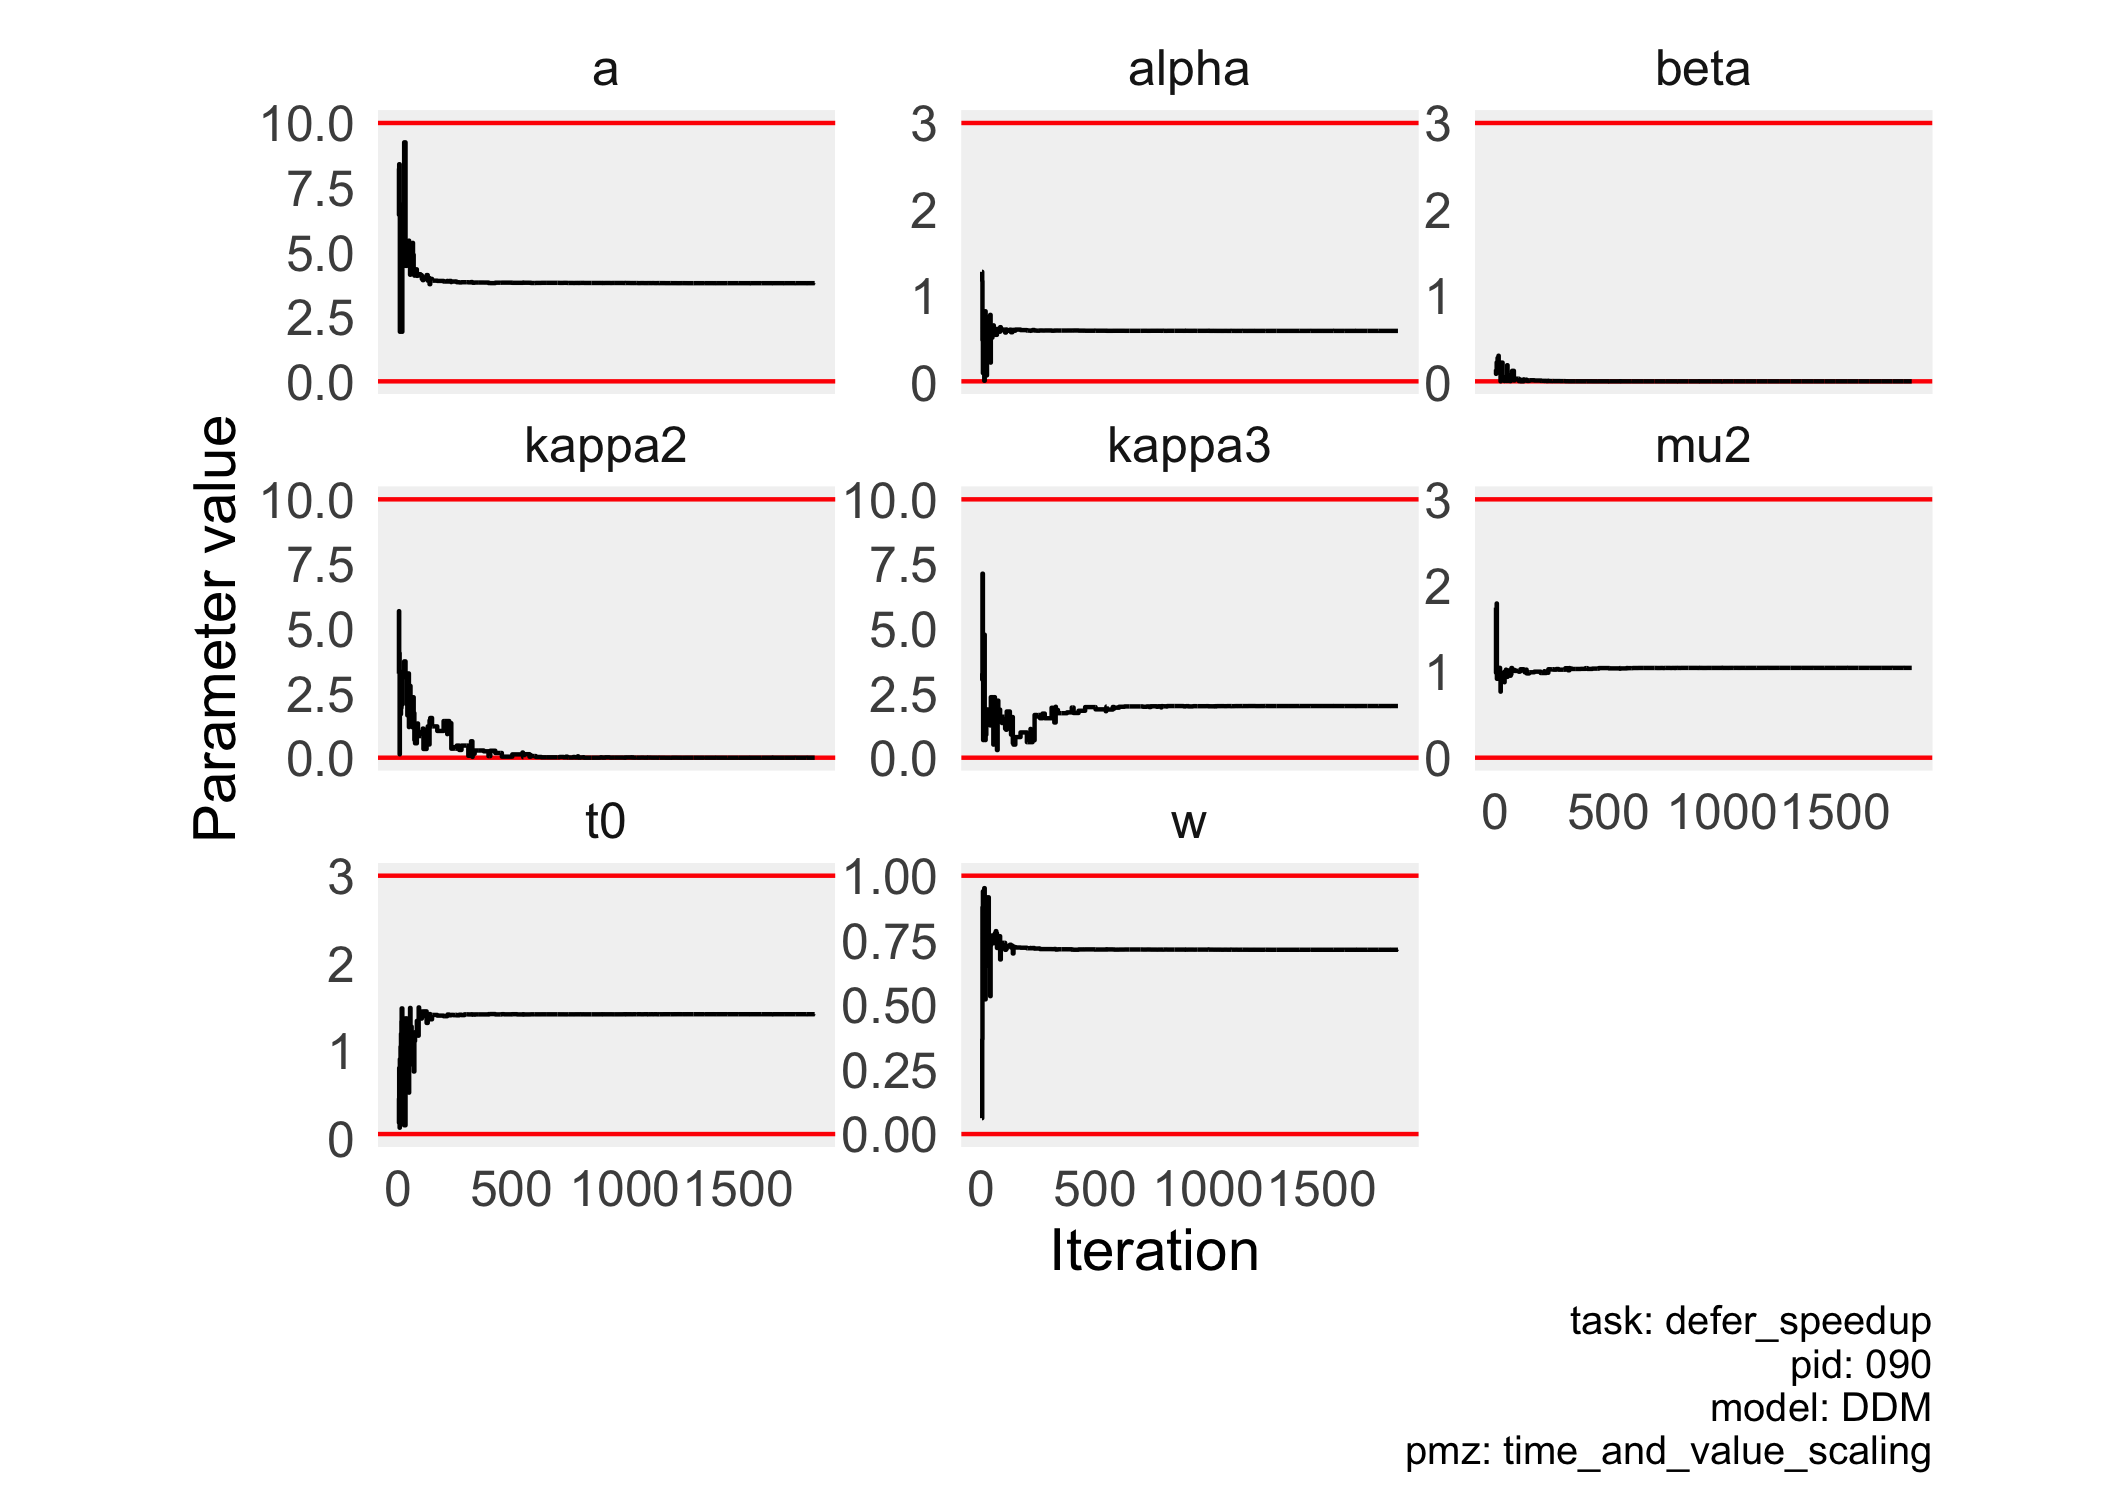 a
alpha
beta
10.0
7.5
5.0
2.5
0.0
3
2
1
0
3
2
1
0
kappa2
kappa3
mu2
10.0
7.5
5.0
2.5
0.0
10.0
7.5
5.0
2.5
0.0
3
2
1
0
0 500 1000 1500
t0
w
3
2
1
0
1.00
0.75
0.50
0.25
0.00
0 500 1000 1500
0 500 1000 1500
Parameter value
Iteration
task: defer_speedup
pid: 090
model: DDM
pmz: time_and_value_scaling